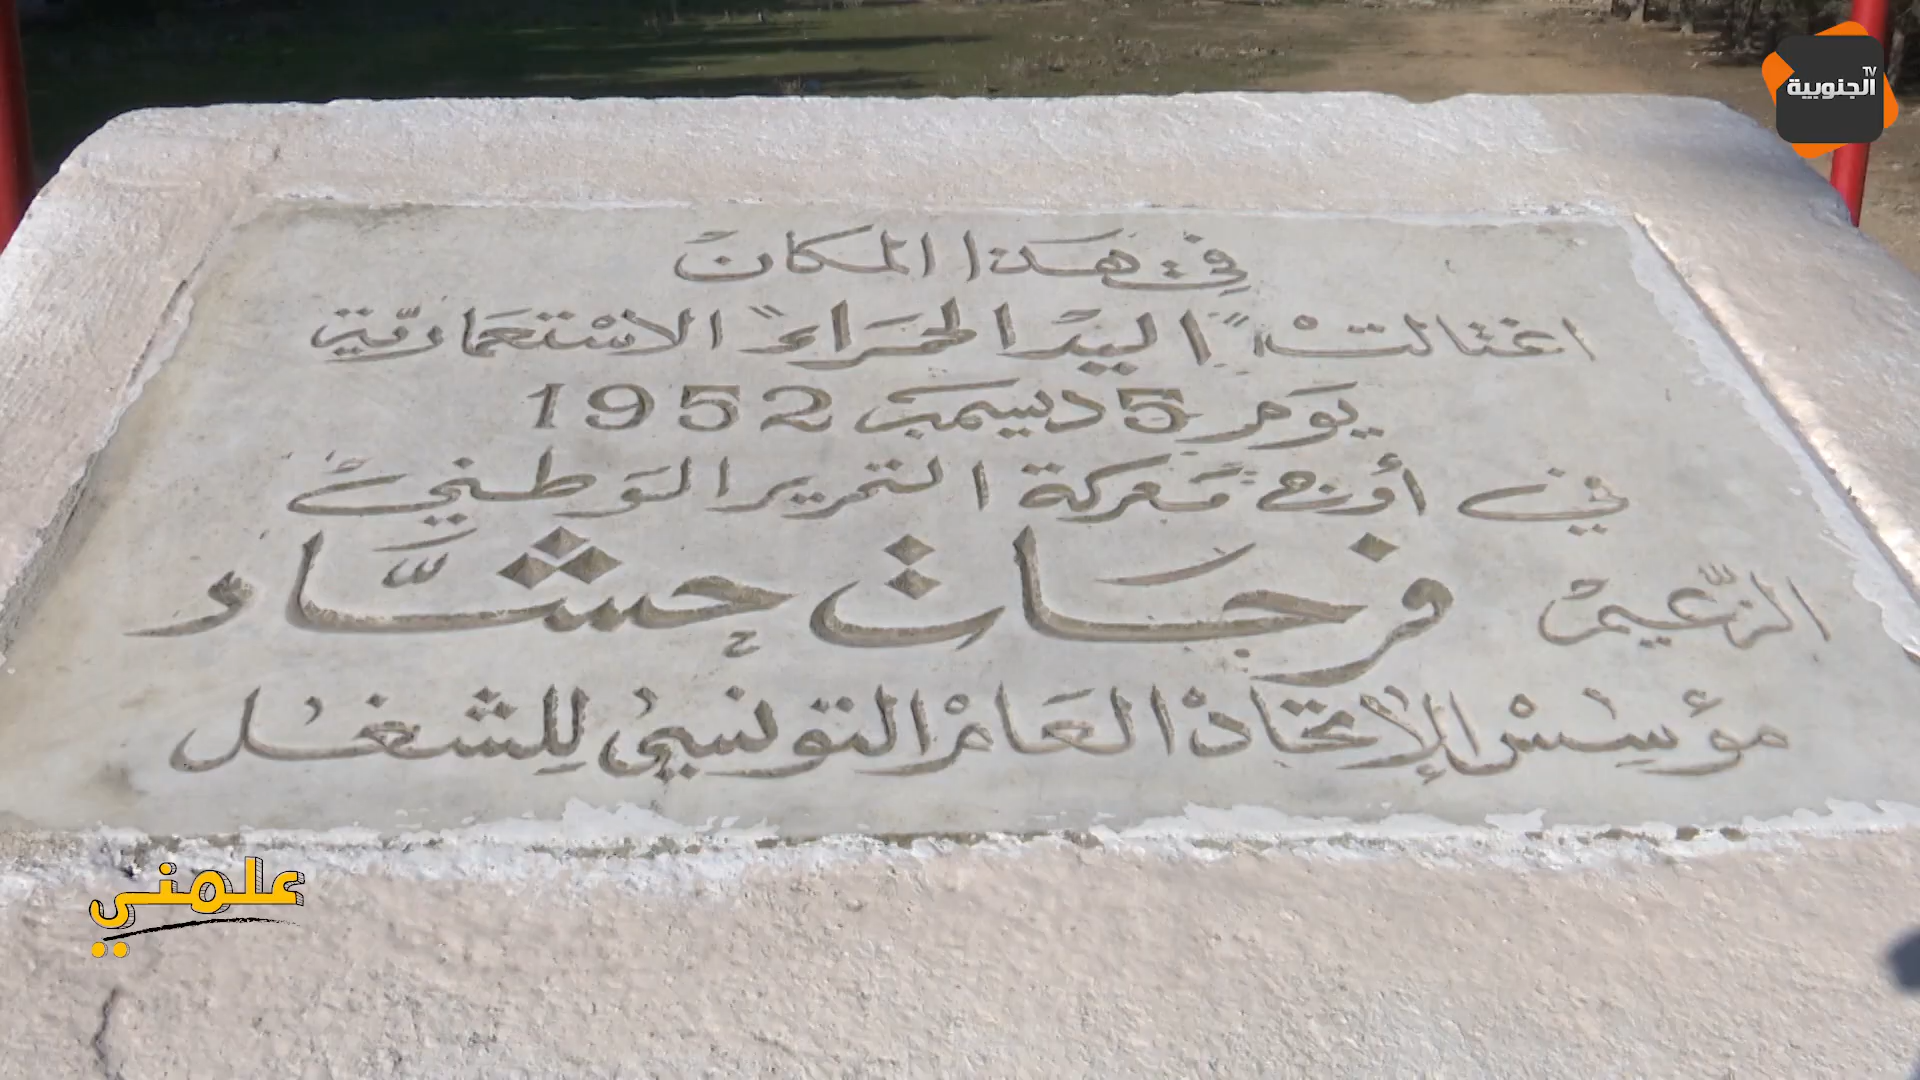 TV
الجنوبية
في هذا المكان
اغتالت "اليد الحمراء" الاستعمارية
يوم 5 ديسمبر 1952
في أوج معركة التحرير الوطني
الزعيم فرحات حشاد
مؤسس الإتحاد العام التونسي للشغل
علمني